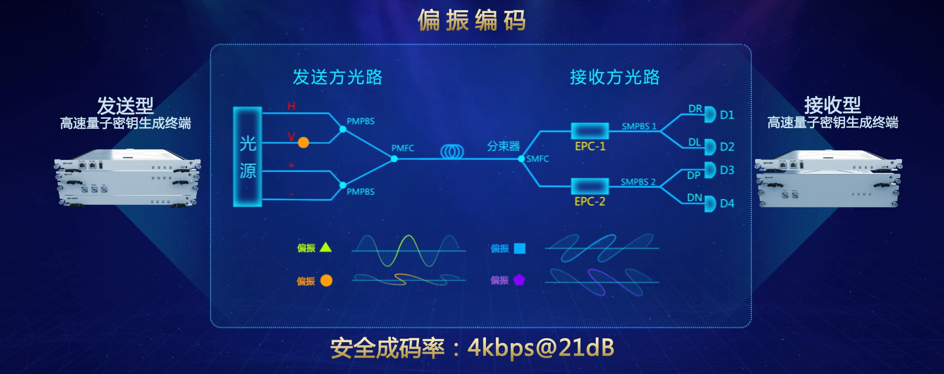 偏振编码
发送方光路
接收方光路
发送型
高速量子密钥生成终端
接收型
高速量子密钥生成终端
光源
H
V
+
-
PMPBS
PMPBS
PMFC
分束器
SMFC
EPC-1
EPC-2
SMPBS 1
SMPBS 2
DR
D1
DL
D2
DP
D3
DN
D4
偏振
偏振
偏振
偏振
安全成码率：4kbps@21dB